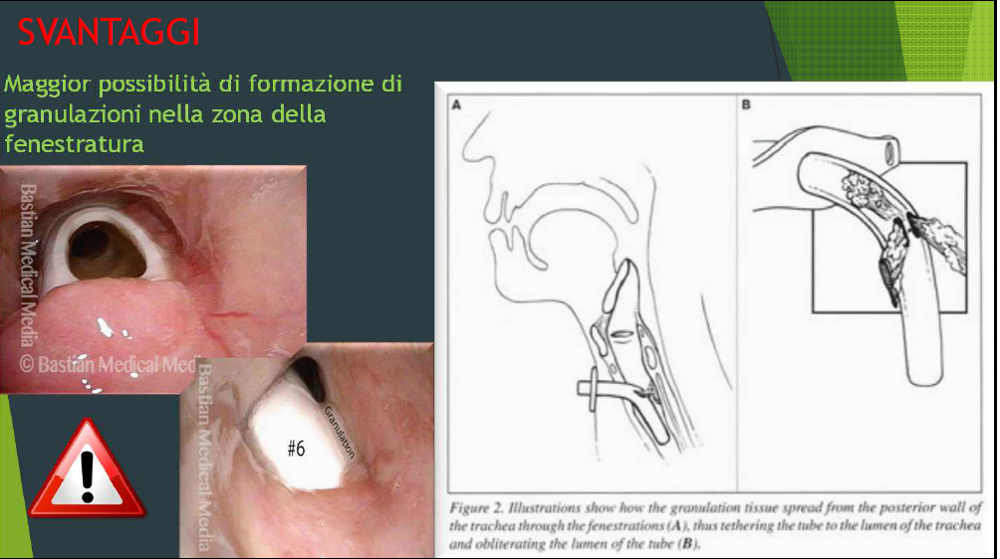 SVANTAGGI
Maggior possibilità di formazione di
granulazioni nella zona della
fenestratura
Bastian Medical Media
© Bastian Medical Med
Bastian Medical Media
#6
Granulation
A
B
Figure 2. Illustrations show how the granulation tissue spread from the posterior wall of
the trachea through the fenestrations (A), thus tethering the tube to the lumen of the trachea
and obliterating the lumen of the tube (B).